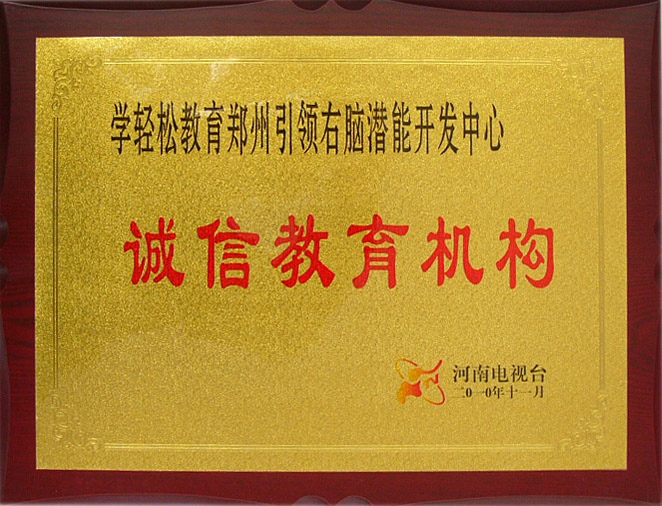 学轻松教育郑州引领右脑潜能开发中心
诚信教育机构
河南电视台
二0一0年十一月